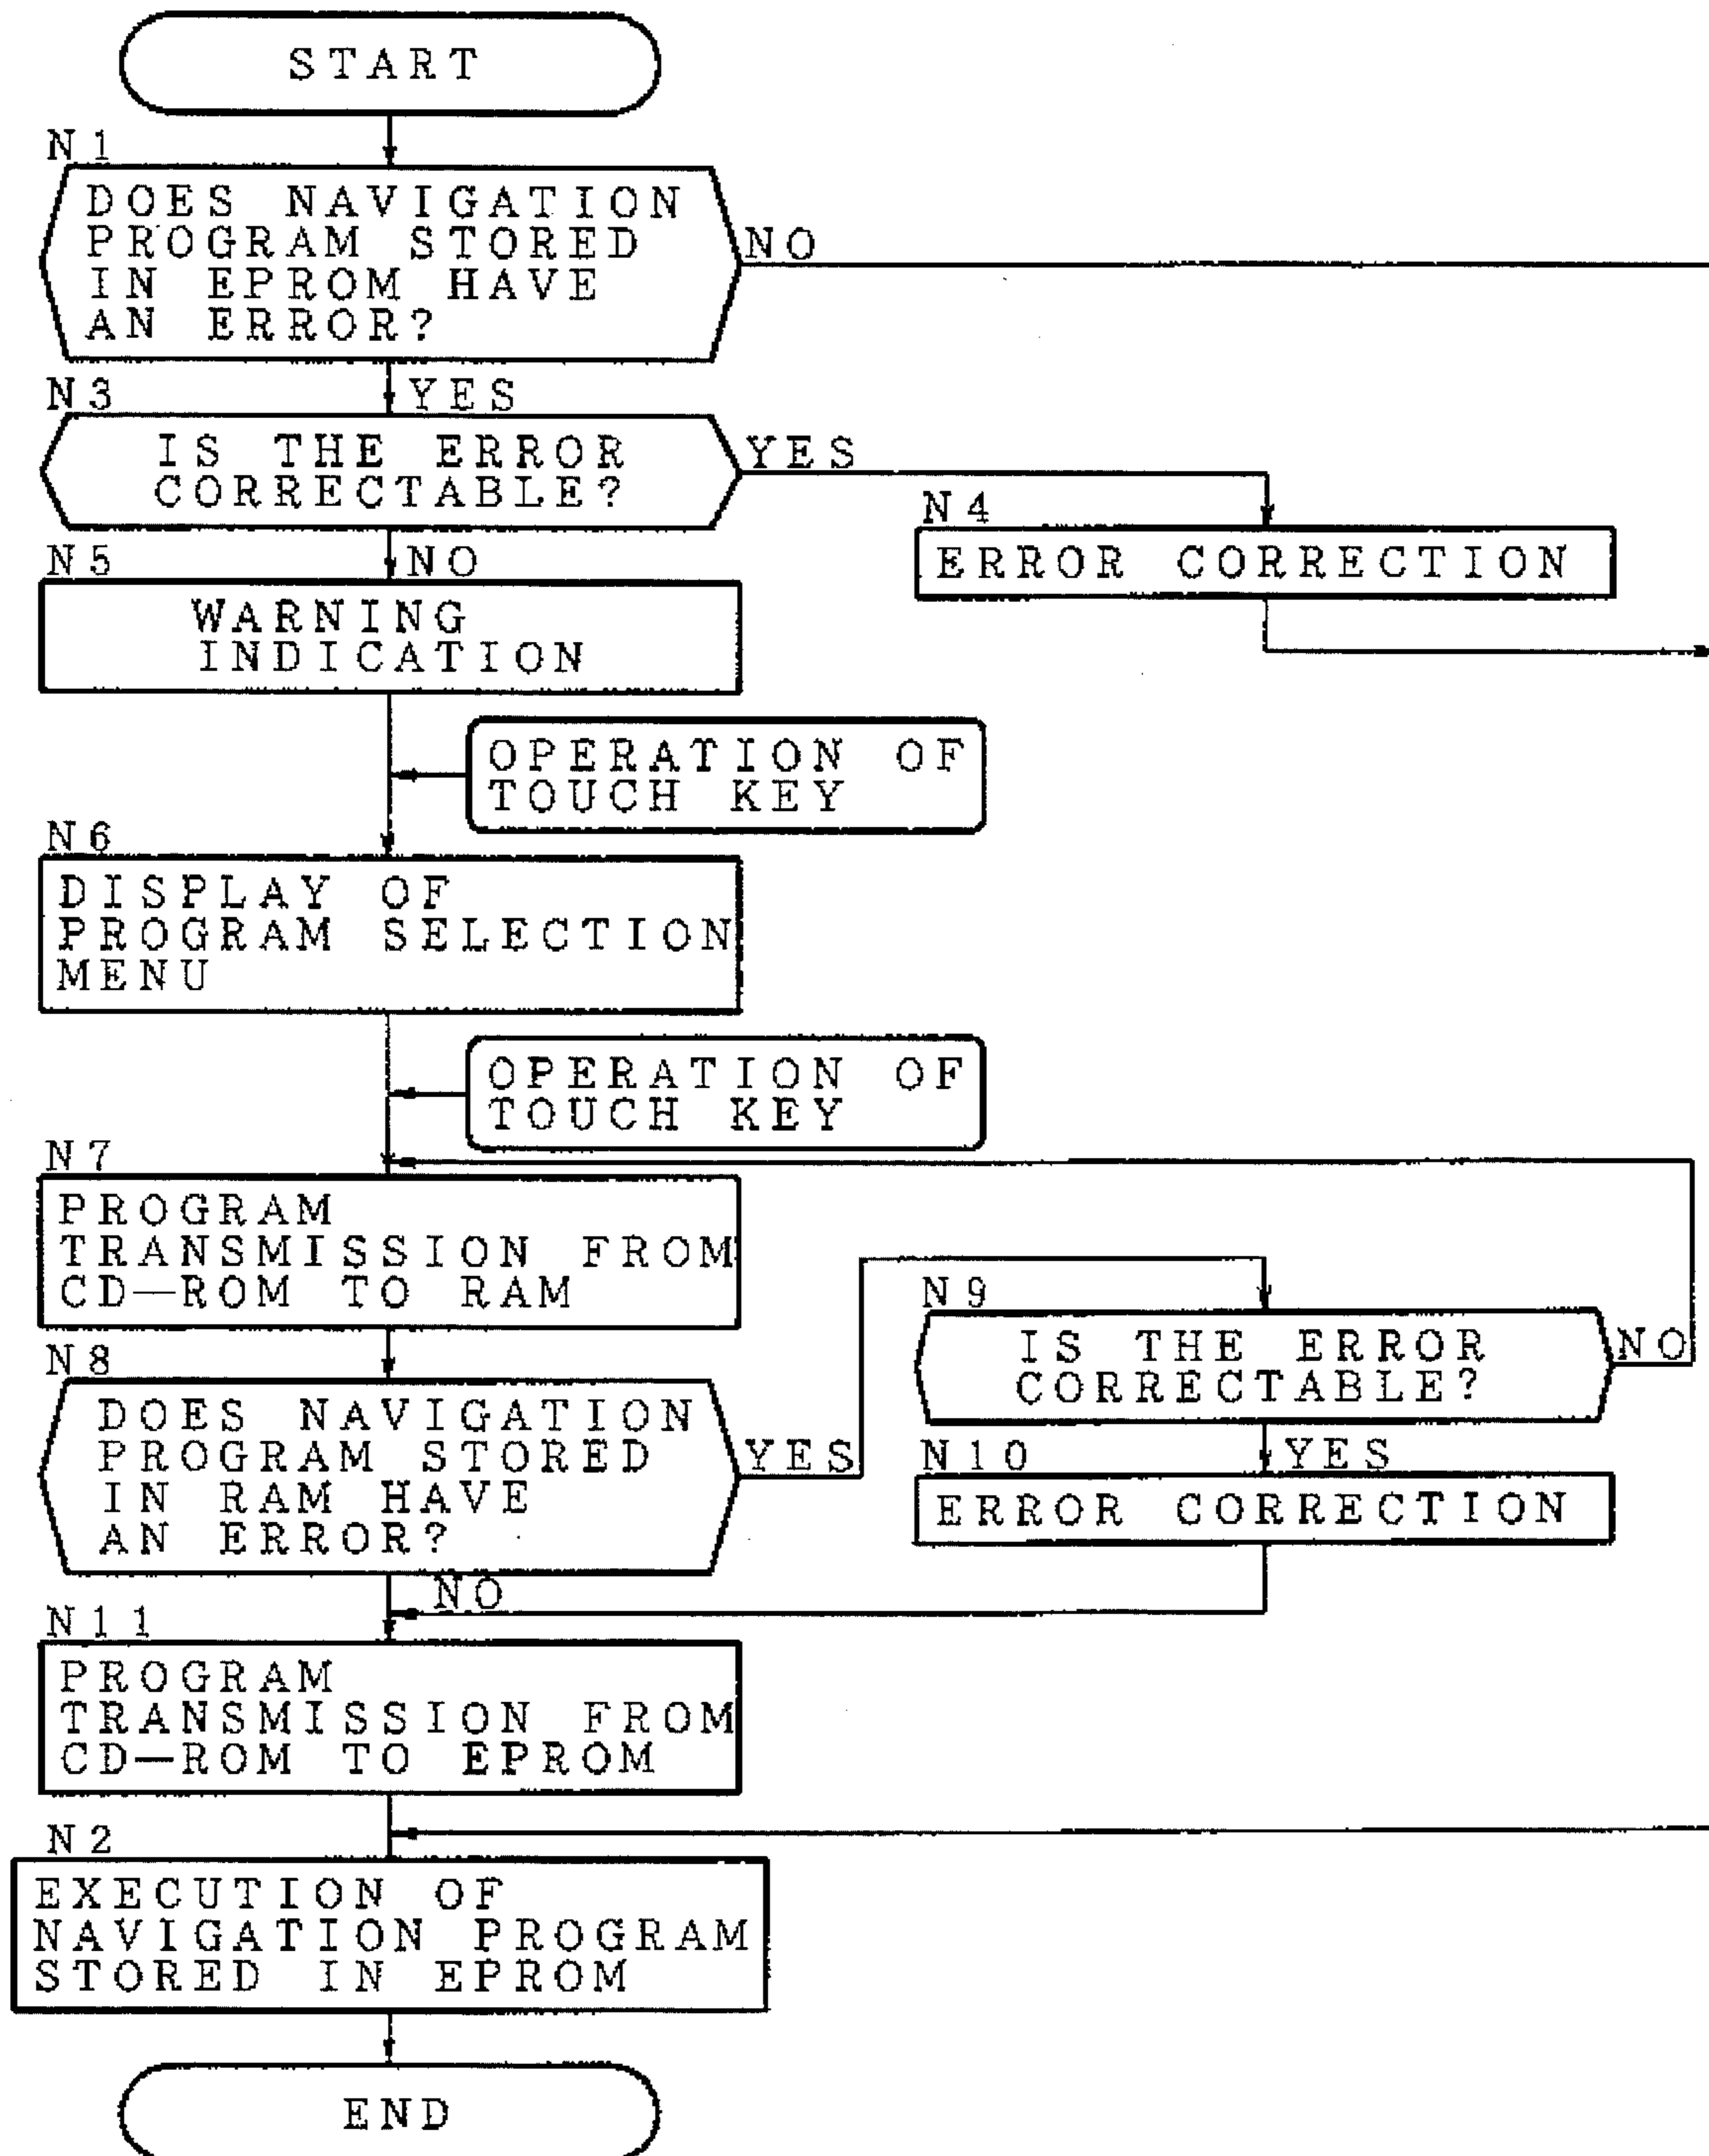 START
N1
DOES NAVIGATION
PROGRAM STORED
IN EPROM HAVE
AN ERROR?
NO
YES
N3
IS THE ERROR
CORRECTABLE?
YES
N4
ERROR CORRECTION
NO
N5
WARNING
INDICATION
OPERATION OF
TOUCH KEY
N6
DISPLAY OF
PROGRAM SELECTION
MENU
OPERATION OF
TOUCH KEY
N7
PROGRAM
TRANSMISSION FROM
CD—ROM TO RAM
N8
DOES NAVIGATION
PROGRAM STORED
IN RAM HAVE
AN ERROR?
YES
N9
IS THE ERROR
CORRECTABLE?
NO
YES
N10
ERROR CORRECTION
NO
N11
PROGRAM
TRANSMISSION FROM
CD—ROM TO EPROM
N2
EXECUTION OF
NAVIGATION PROGRAM
STORED IN EPROM
END